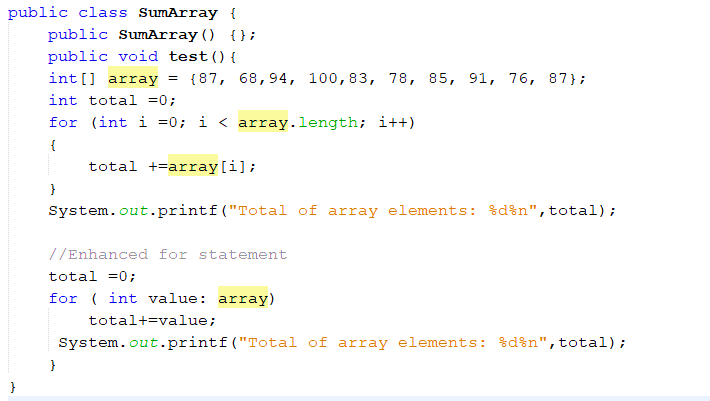 public class SumArray {
public SumArray() {};
public void test(){
int[] array = {87, 68,94, 100,83, 78, 85, 91, 76, 87};
int total =0;
for (int i =0; i < array.length; i++)
{
total +=array[i];
}
System.out.printf("Total of array elements: %d%n",total);
//Enhanced for statement
total =0;
for ( int value: array)
total+=value;
System.out.printf("Total of array elements: %d%n",total);
}
}